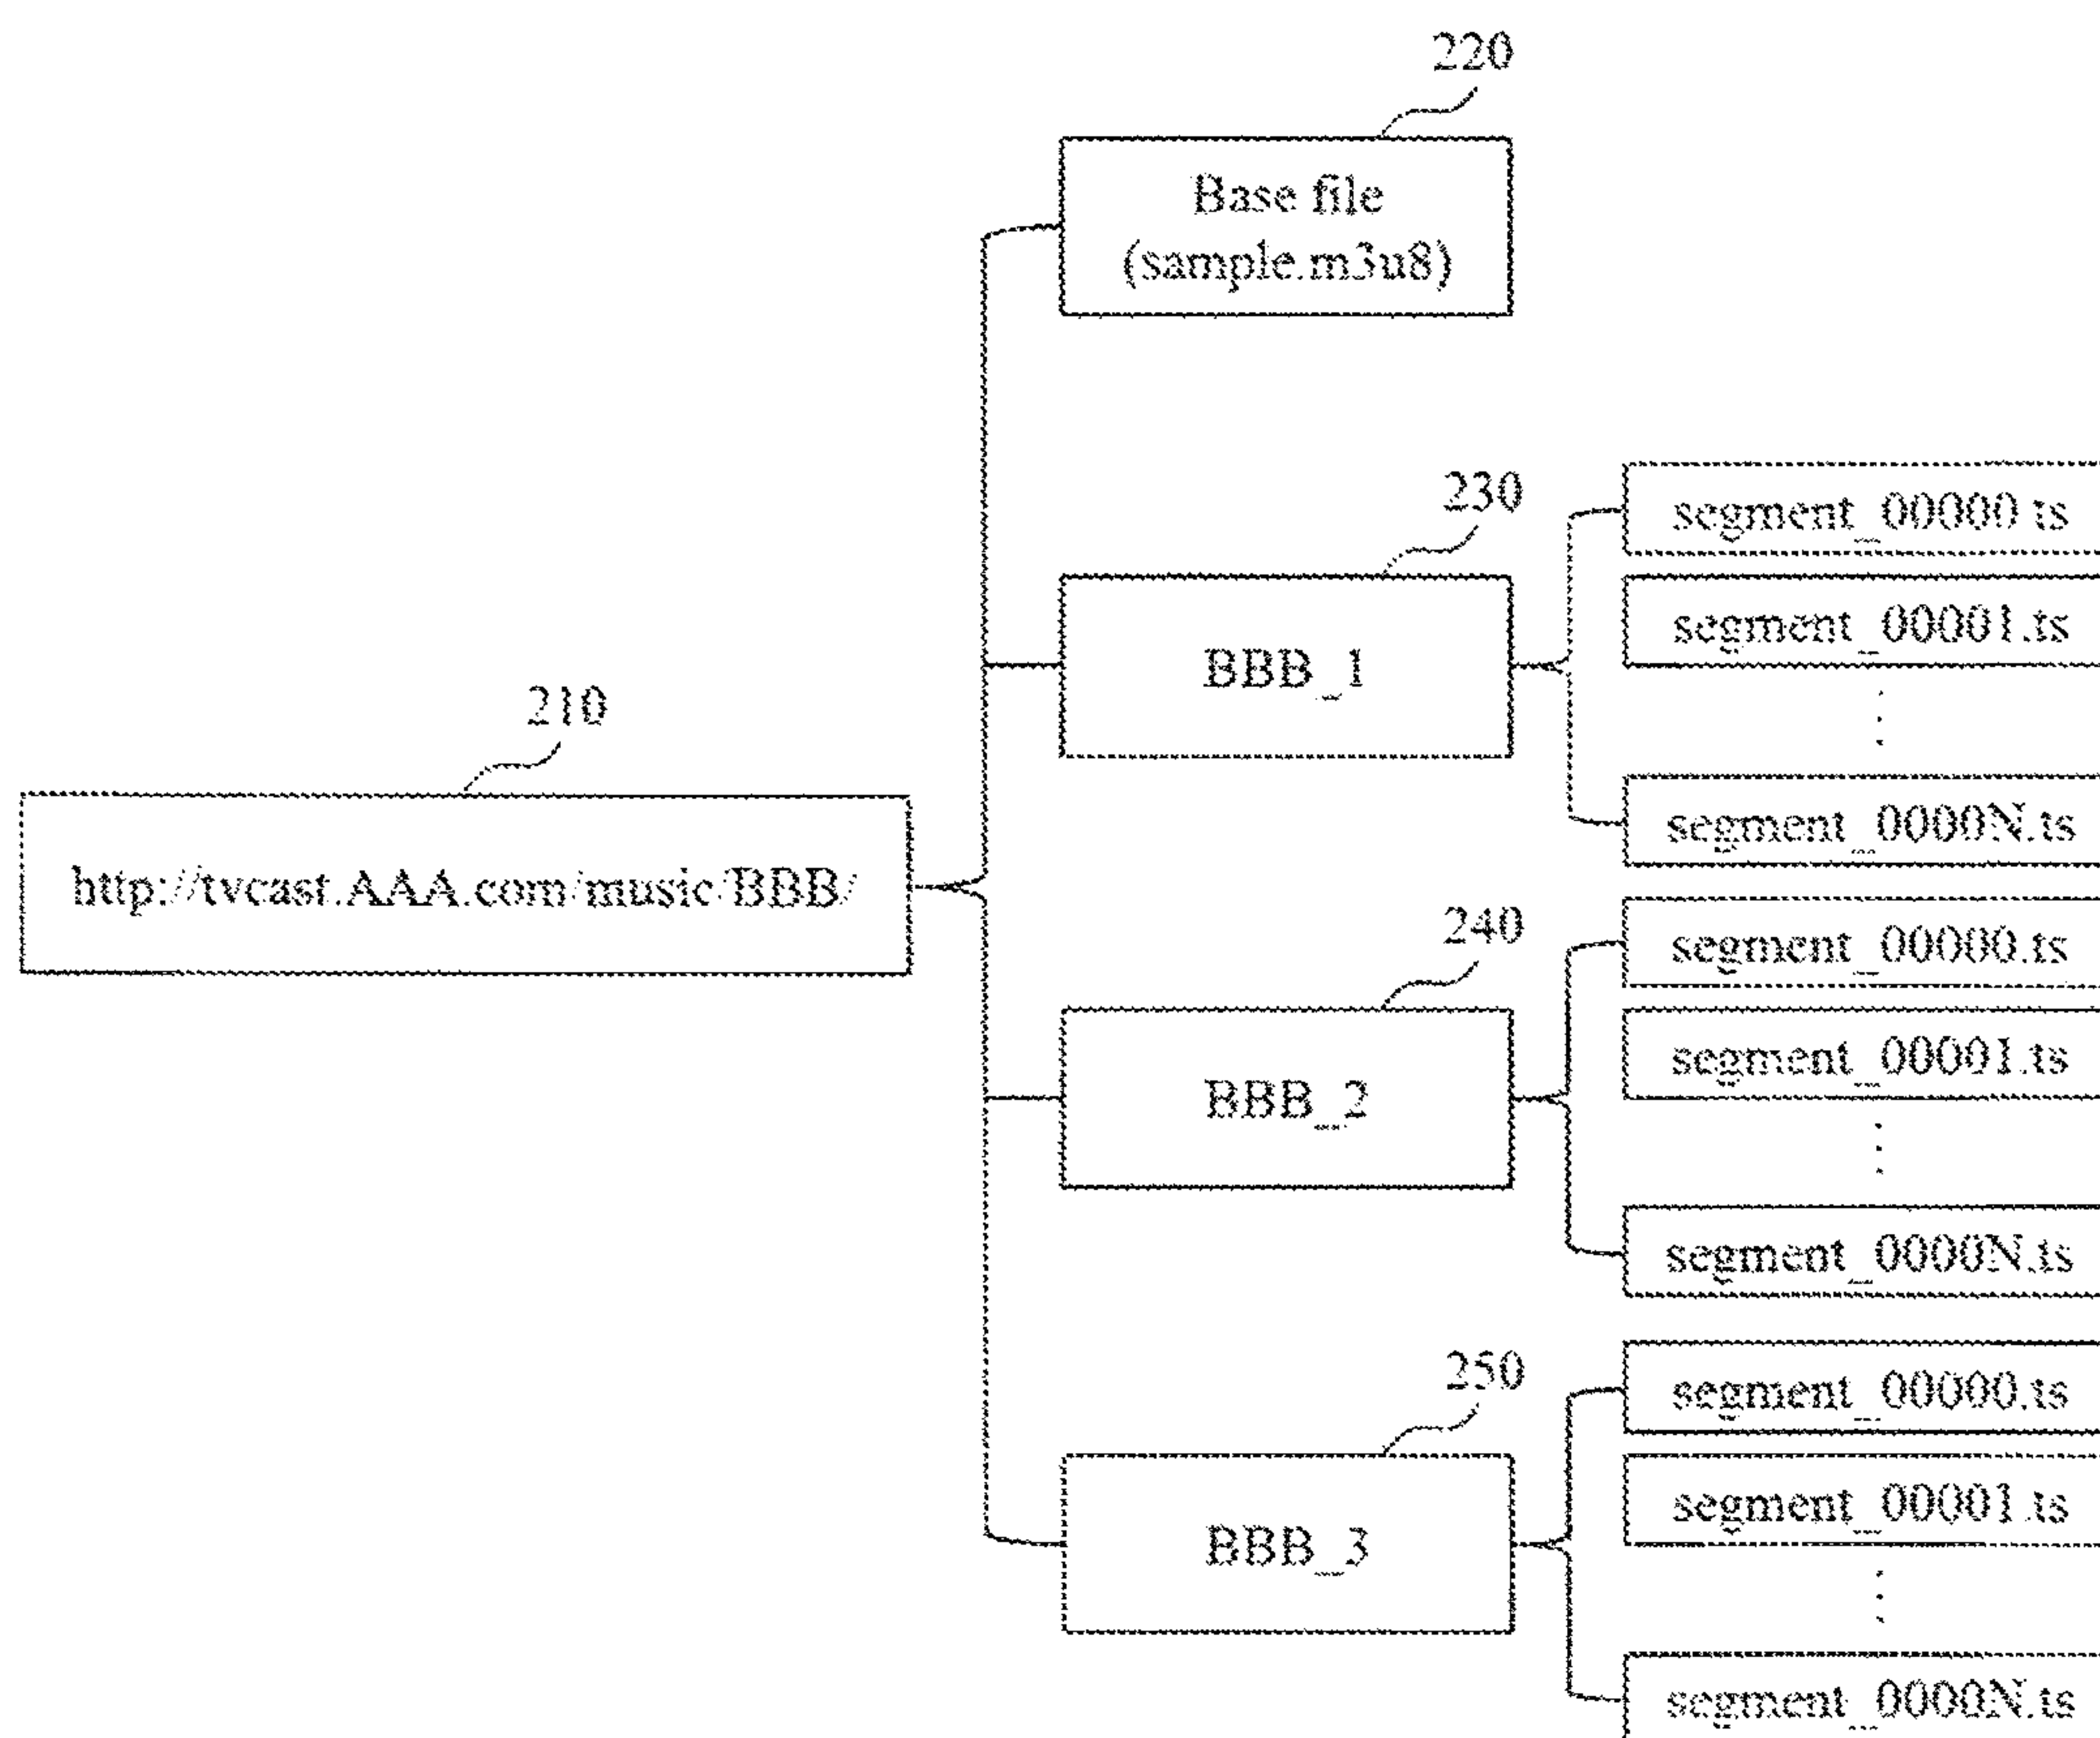 220
Base file
(sample.m3u8)
230
segment_00000.ts
segment_00001.ts
BBB_1
210
segment_0000N.ts
http://tvcast.AAA.com/music/BBB/
240
segment_00000.ts
segment_00001.ts
BBB_2
segment_0000N.ts
250
segment_00000.ts
segment_00001.ts
BBB_3
segment_0000N.ts